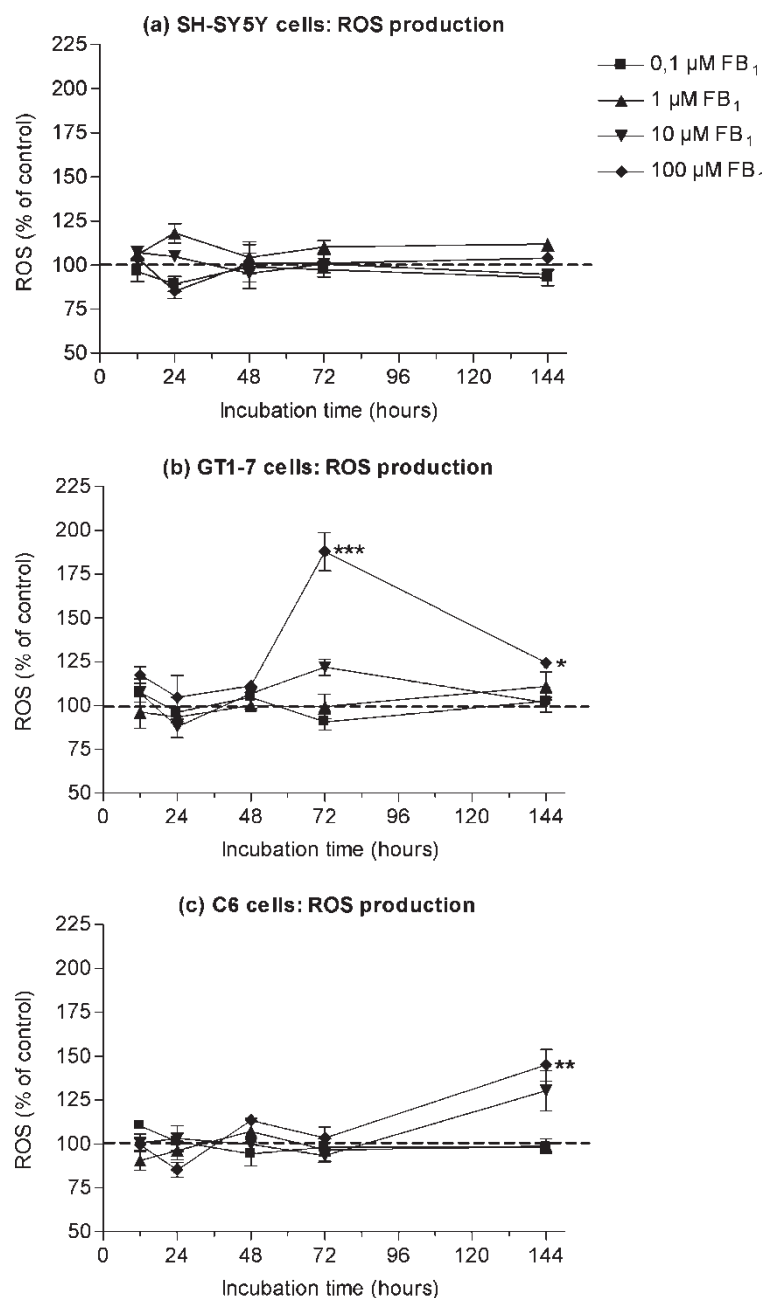 (a) SH-SY5Y cells: ROS production
225
200
175
150
125
100
75
50
ROS (% of control)
0 24 48 72 96 120 144
Incubation time (hours)
0,1 µM FB1
1 µM FB1
10 µM FB1
100 µM FB
(b) GT1-7 cells: ROS production
225
200
175
150
125
100
75
50
ROS (% of control)
***
*
0 24 48 72 96 120 144
Incubation time (hours)
(c) C6 cells: ROS production
225
200
175
150
125
100
75
50
ROS (% of control)
**
0 24 48 72 96 120 144
Incubation time (hours)